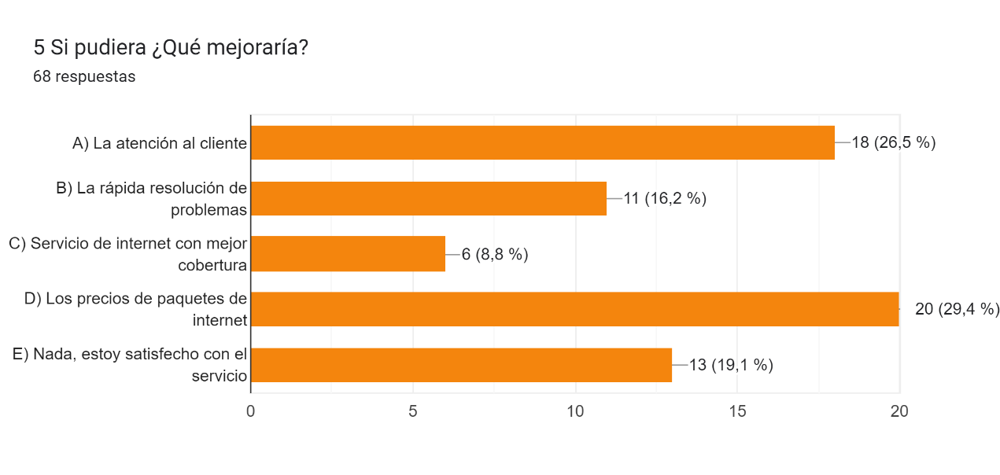 5 Si pudiera ¿Qué mejoraría?
68 respuestas
A) La atención al cliente
18 (26,5 %)
B) La rápida resolución de
problemas
11 (16,2 %)
C) Servicio de internet con mejor
cobertura
6 (8,8 %)
D) Los precios de paquetes de
internet
20 (29,4 %)
E) Nada, estoy satisfecho con el
servicio
13 (19,1 %)
0 5 10 15 20